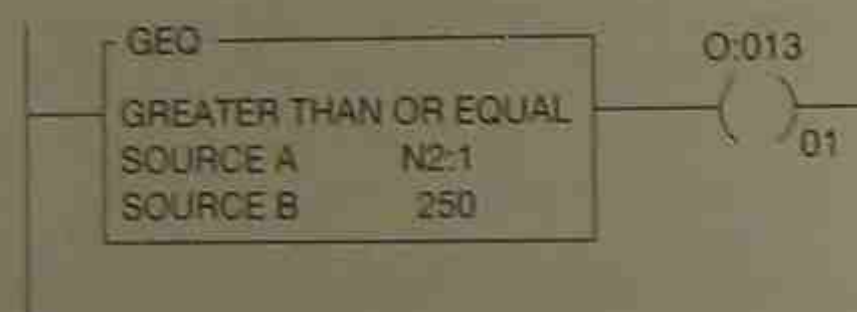 GEQ
O:013
GREATER THAN OR EQUAL
01
SOURCE A N2:1
SOURCE B 250